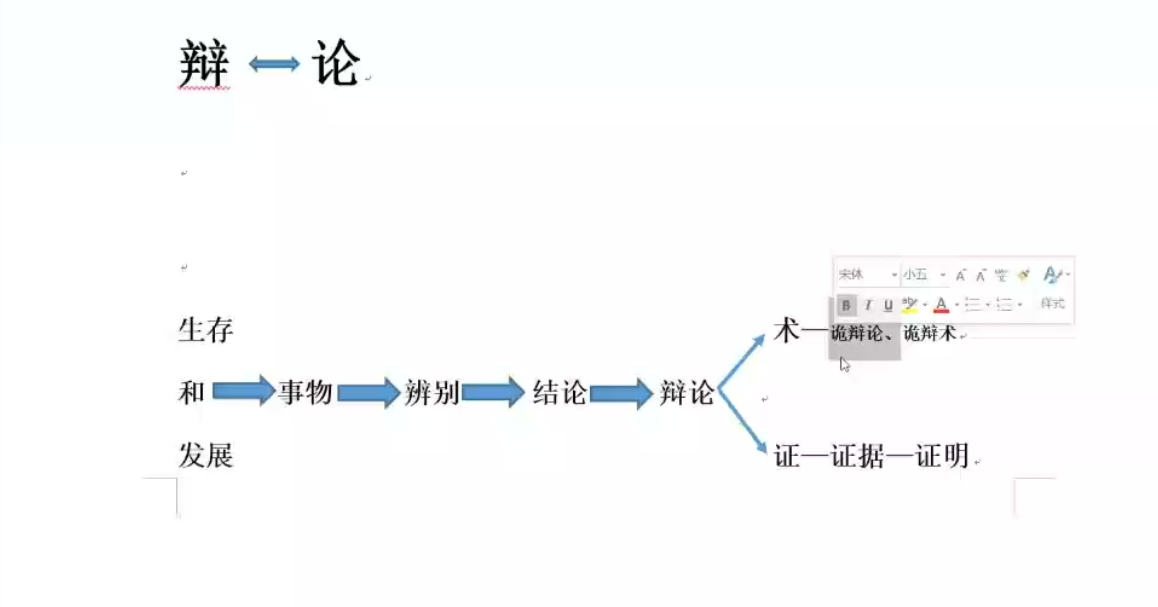 辩 论
宋体 小五
B I U 样式
生存
术—诡辩论、诡辩术
和 事物 辨别 结论 辩论
发展
证—证据—证明